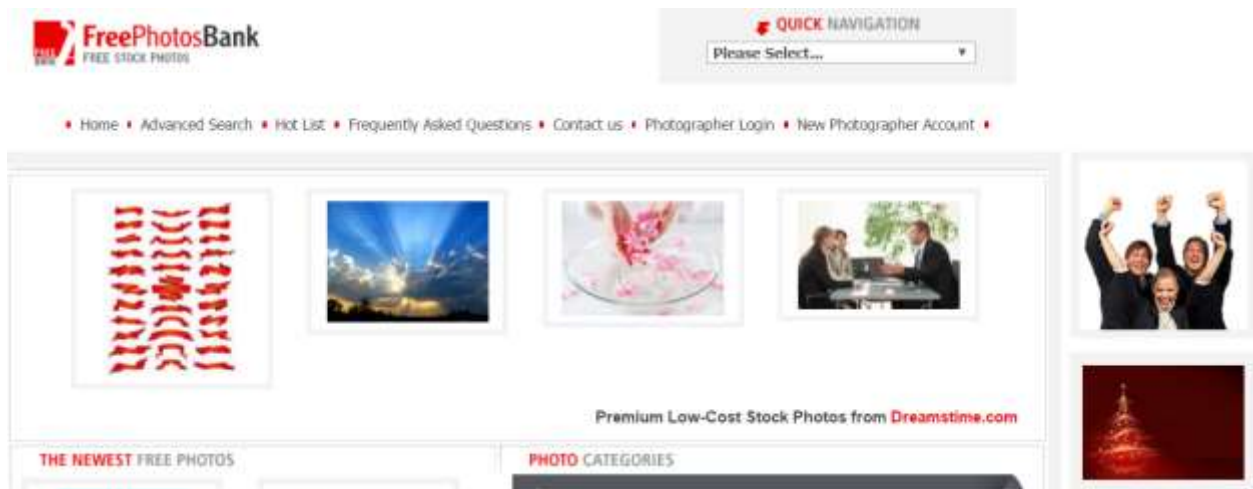 FreePhotosBank
FREE STOCK PHOTOS
QUICK NAVIGATION
Please Select...
Home Advanced Search Hot List Frequently Asked Questions Contact us Photographer Login New Photographer Account
Premium Low-Cost Stock Photos from Dreamstime.com
THE NEWEST FREE PHOTOS
PHOTO CATEGORIES